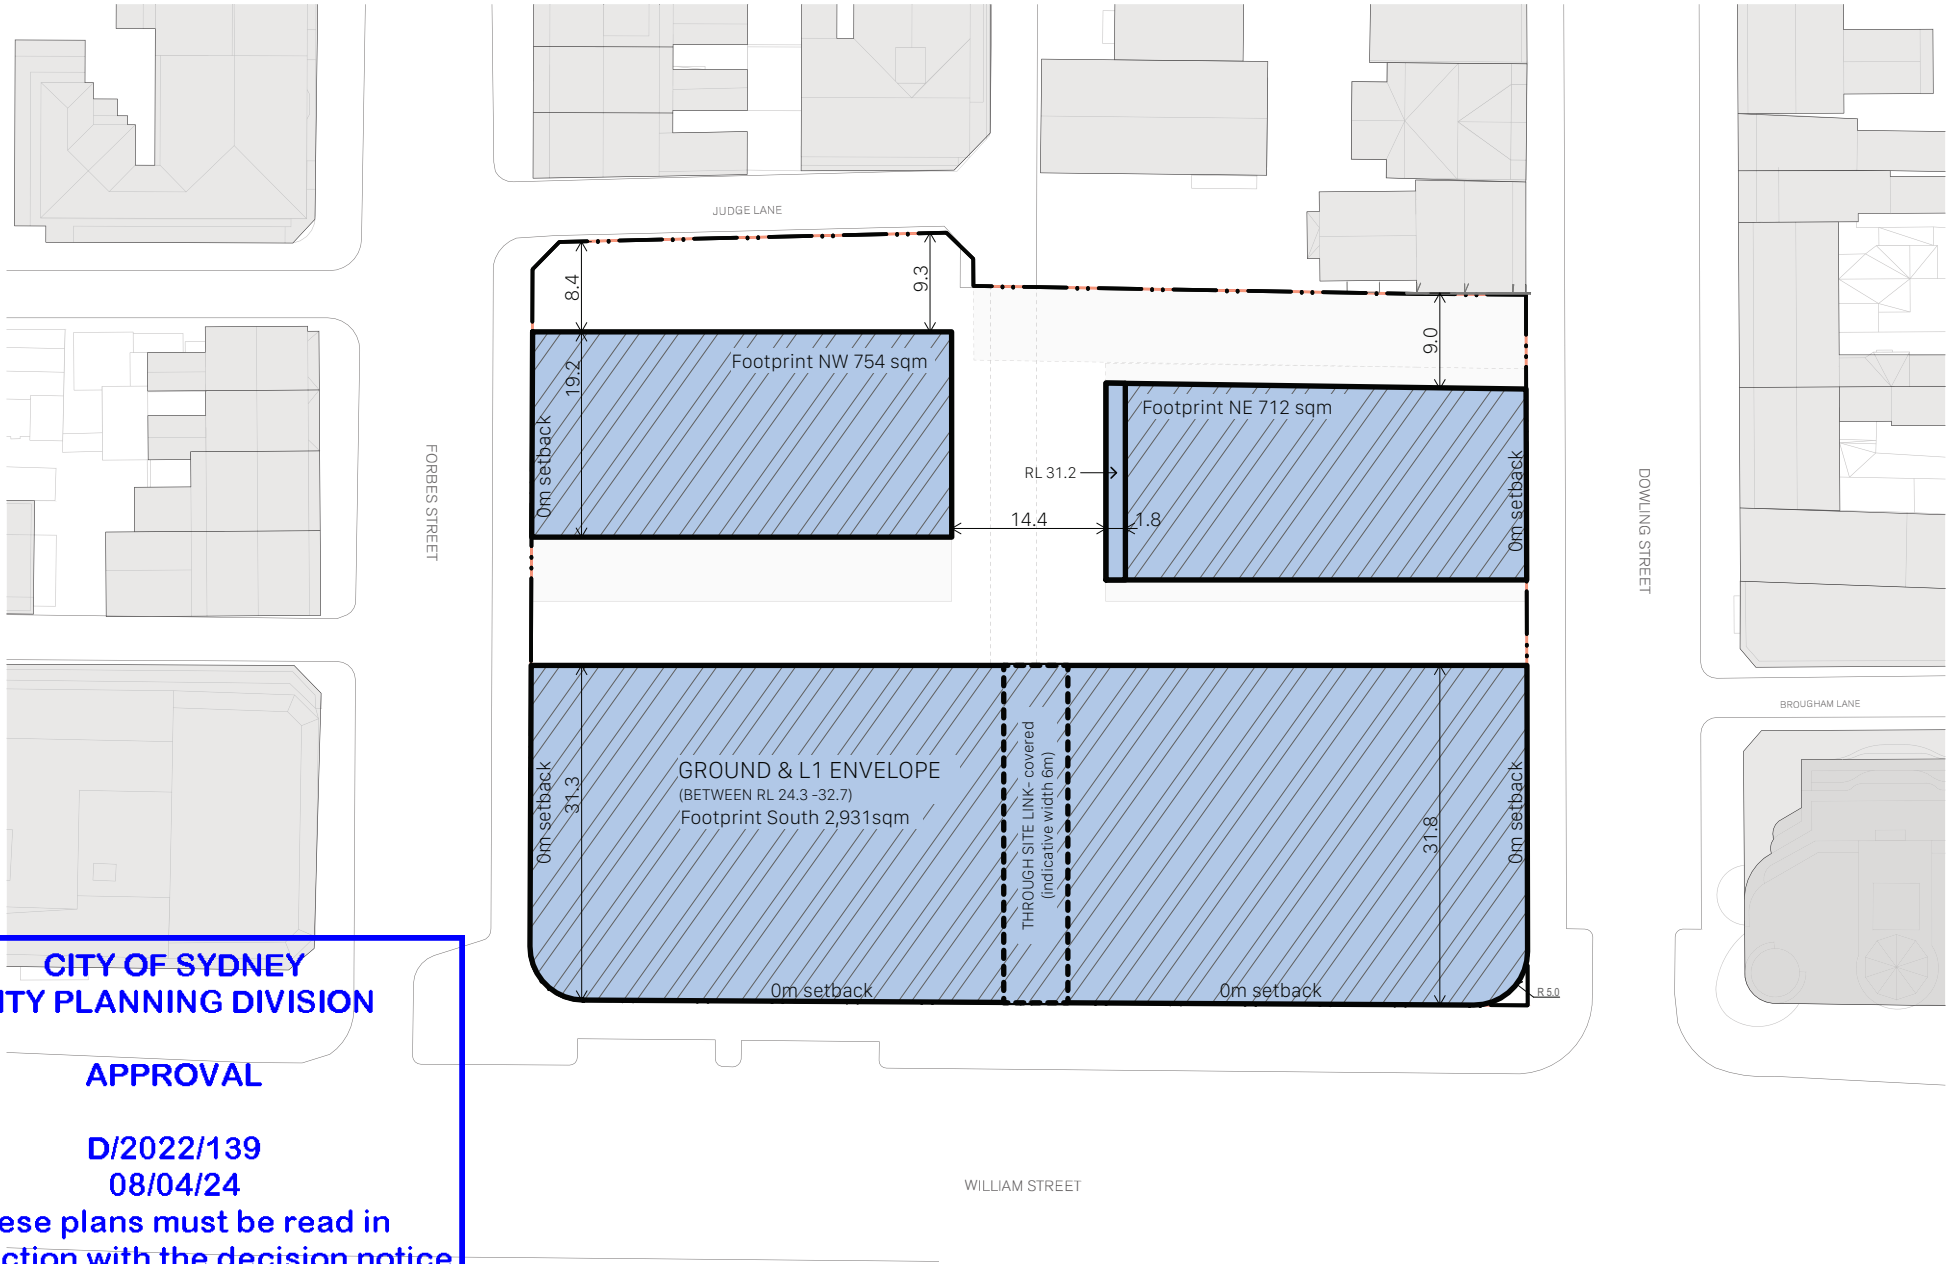 JUDGE LANE
8.4
9.3
9.0
Footprint NW 754 sqm
19.2
0m setback
Footprint NE 712 sqm
RL 31.2
14.4
1.8
0m setback
FORBES STREET
DOWLING STREET
BROUGHAM LANE
GROUND & L1 ENVELOPE
(BETWEEN RL 24.3 -32.7)
Footprint South 2,931sqm
0m setback
31.3
THROUGH SITE LINK- covered
(indicative width 6m)
31.8
0m setback
0m setback
0m setback
R 5.0
CITY OF SYDNEY
ITY PLANNING DIVISION
APPROVAL
D/2022/139
08/04/24
ese plans must be read in
ction with the decision notice
WILLIAM STREET